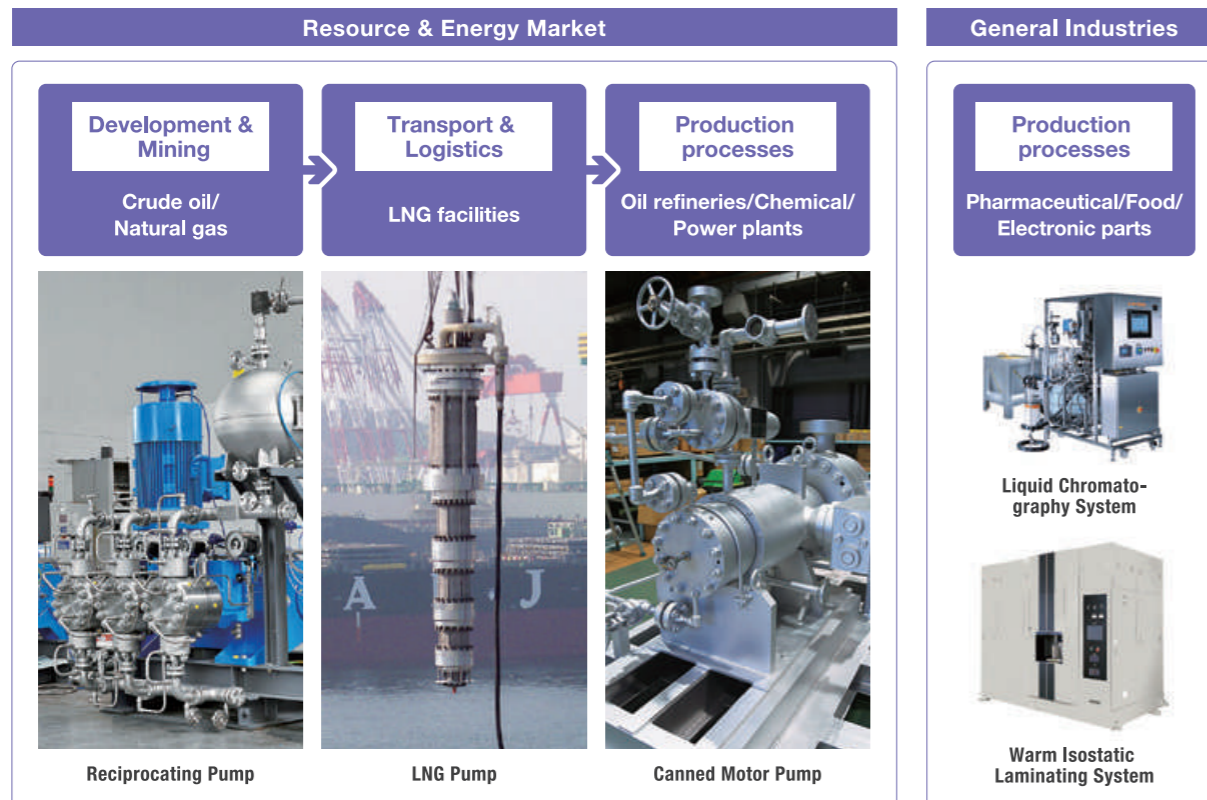 Resource & Energy Market
General Industries
Development &
Mining
Crude oil/
Natural gas
Transport &
Logistics
LNG facilities
Production
processes
Oil refineries/Chemical/
Power plants
Production
processes
Pharmaceutical/Food/
Electronic parts
A J
Reciprocating Pump
LNG Pump
Canned Motor Pump
Liquid Chromato-
graphy System
Warm Isostatic
Laminating System